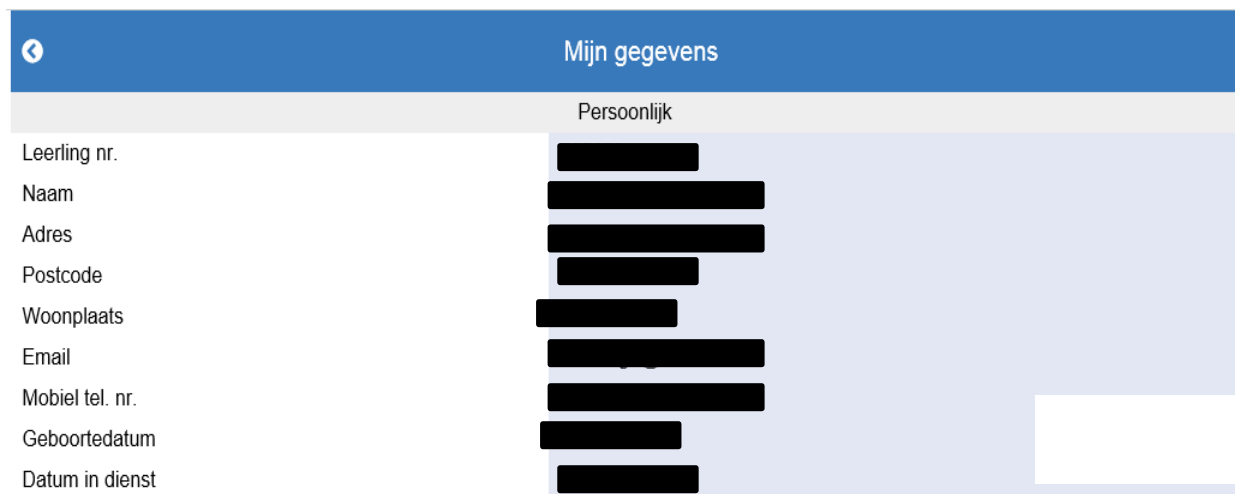 Mijn gegevens
Persoonlijk
Leerling nr.
Naam
Adres
Postcode
Woonplaats
Email
Mobiel tel. nr.
Geboortedatum
Datum in dienst